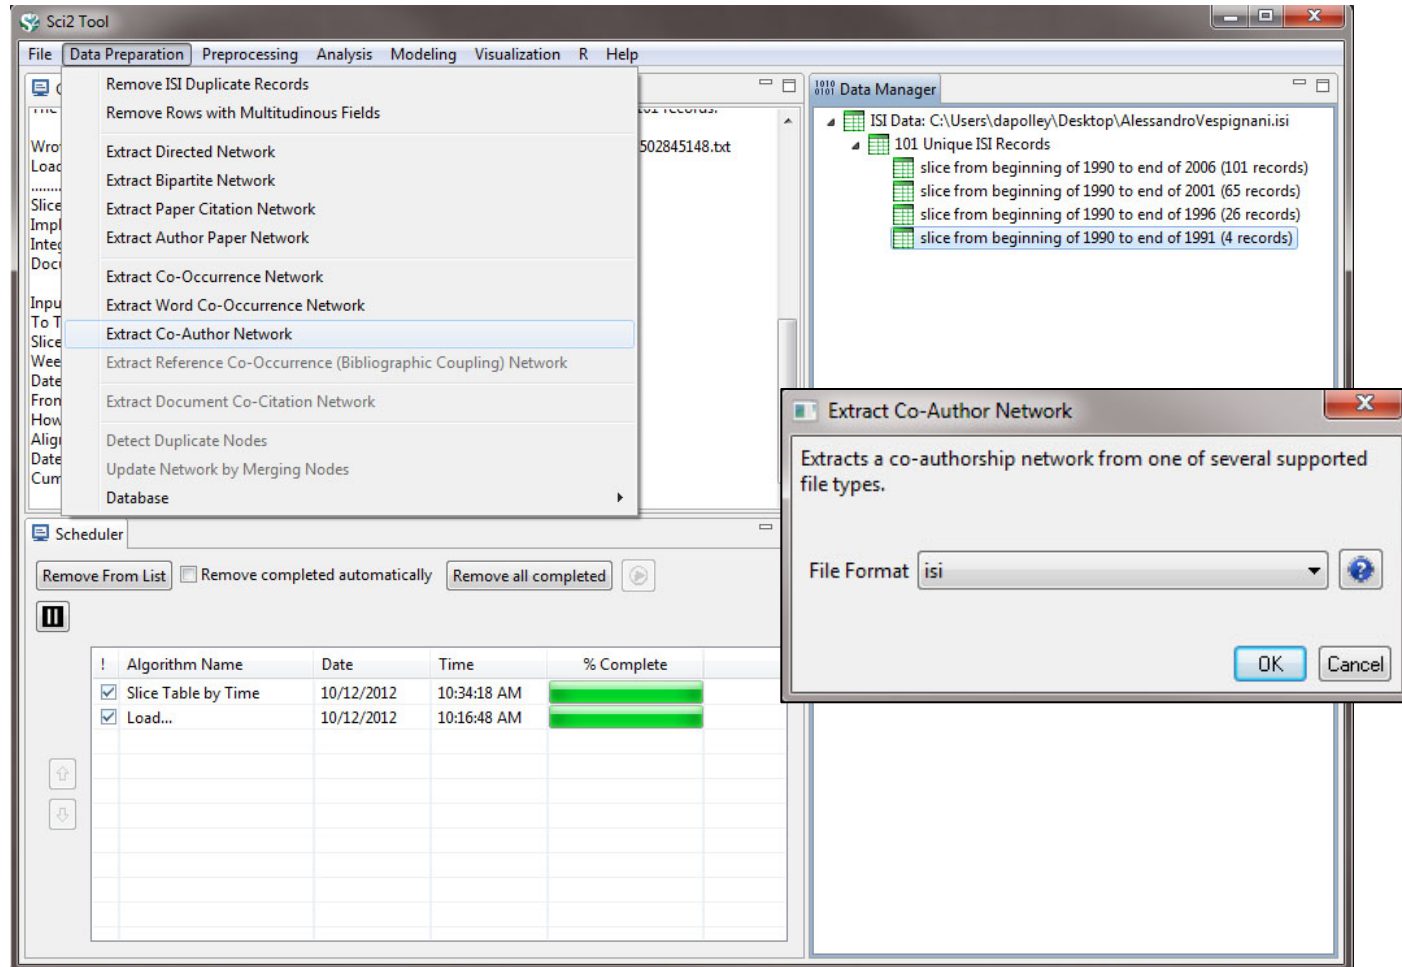 Sci2 Tool
File Data Preparation Preprocessing Analysis Modeling Visualization R Help
Remove ISI Duplicate Records
Remove Rows with Multitudinous Fields
Extract Directed Network
Extract Bipartite Network
Extract Paper Citation Network
Extract Author Paper Network
Extract Co-Occurrence Network
Extract Word Co-Occurrence Network
Extract Co-Author Network
Extract Reference Co-Occurrence (Bibliographic Coupling) Network
Extract Document Co-Citation Network
Detect Duplicate Nodes
Update Network by Merging Nodes
Database
Wro
Load
........
Slice
Impl
Integ
Docu
Inpu
To T
Slice
Wee
Date
Fron
How
Alig
Date
Cum
502845148.txt
Data Manager
ISI Data: C:\Users\dapolley\Desktop\AlessandroVespignani.isi
101 Unique ISI Records
slice from beginning of 1990 to end of 2006 (101 records)
slice from beginning of 1990 to end of 2001 (65 records)
slice from beginning of 1990 to end of 1996 (26 records)
slice from beginning of 1990 to end of 1991 (4 records)
Extract Co-Author Network
Extracts a co-authorship network from one of several supported
file types.
File Format isi
OK Cancel
Scheduler
Remove From List Remove completed automatically Remove all completed
! Algorithm Name Date Time % Complete
Slice Table by Time 10/12/2012 10:34:18 AM
Load... 10/12/2012 10:16:48 AM